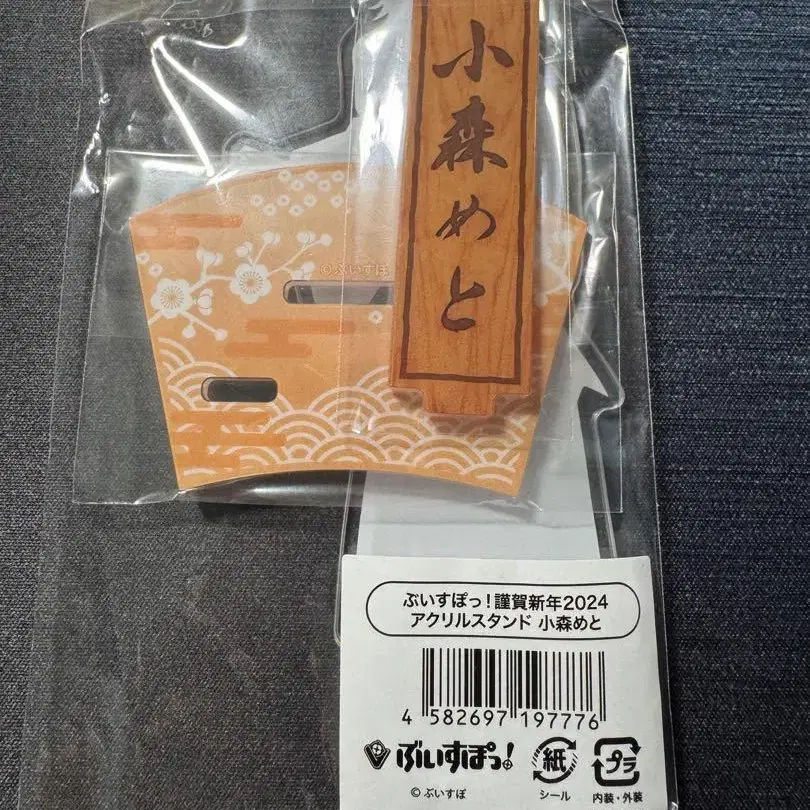 小森めと
©ぶいすぽ
ぶいすぽっ!謹賀新年2024
アクリルスタンド 小森めと
4 582697 197776
ぶいすぽっ!
紙
プラ
シール
内装・外装
© ぶいすぽ